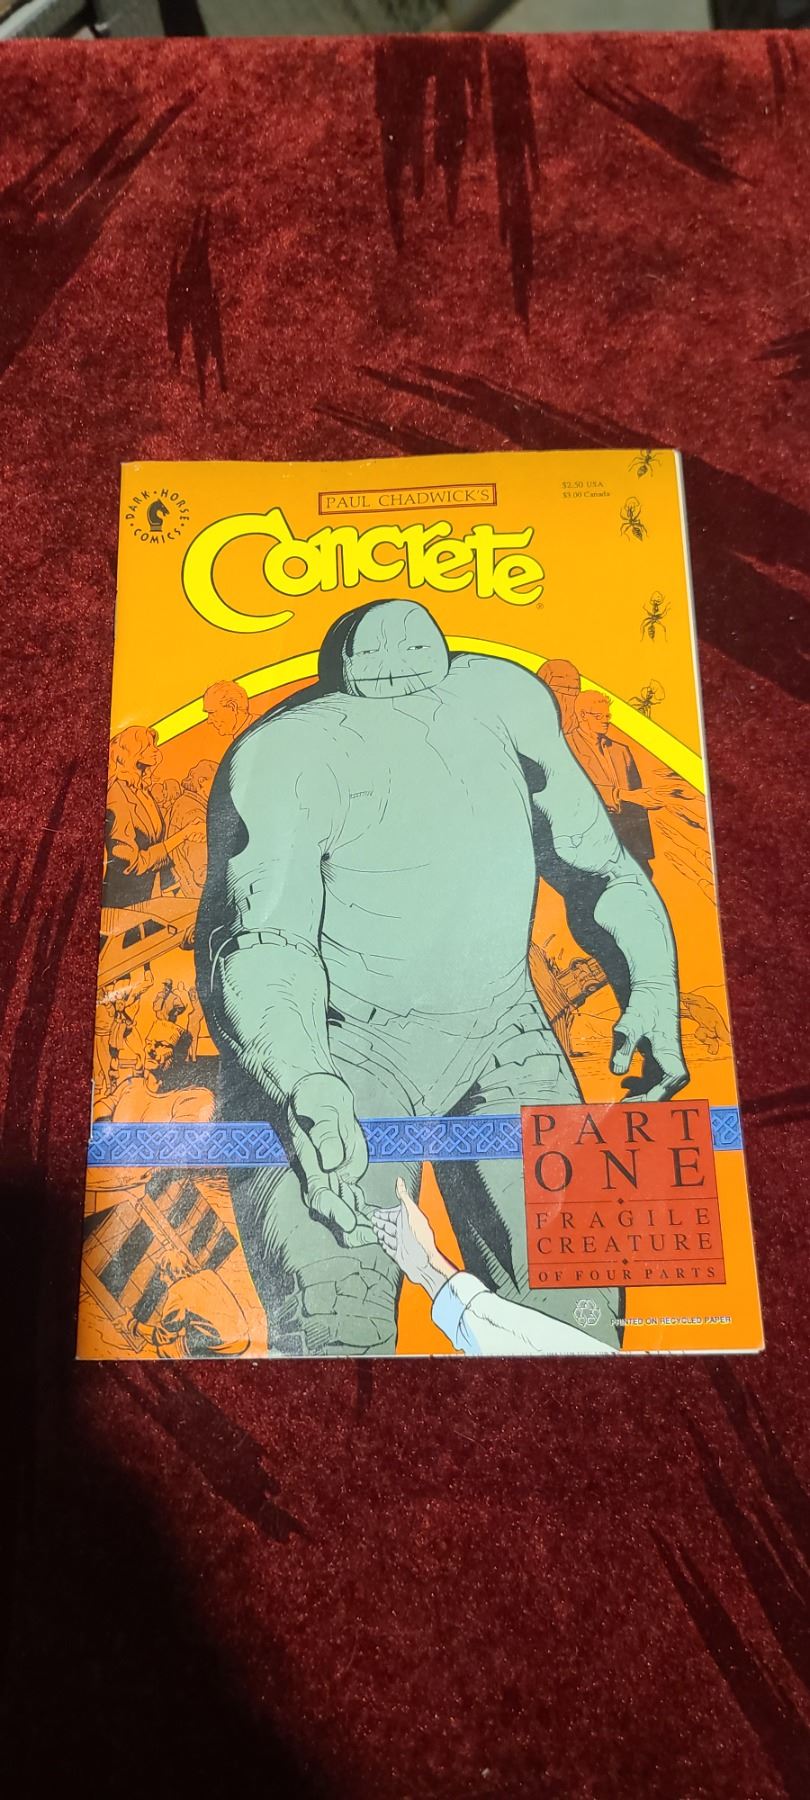 DARK · HORSE
COMICS
PAUL CHADWICK'S
$2.50 USA
$3.00 Canada
Concrete
®
PART
ONE
FRAGILE
CREATURE
OF FOUR PARTS
PRINTED ON RECYCLED PAPER